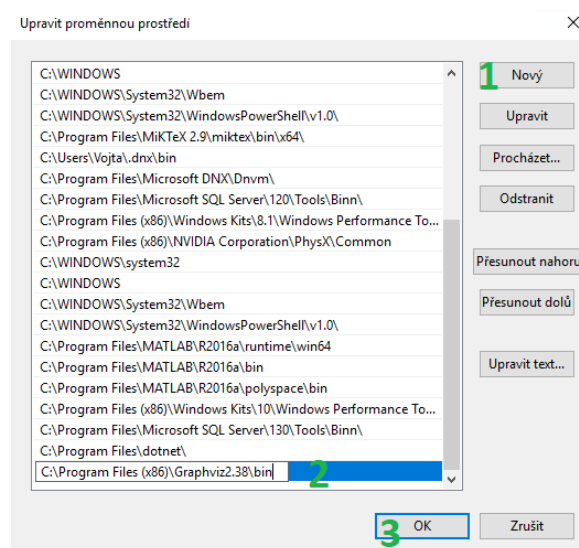 Upravit proměnnou prostředí
C:\WINDOWS
C:\WINDOWS\System32\Wbem
C:\WINDOWS\System32\WindowsPowerShell\v1.0\
C:\Program Files\MiKTeX 2.9\miktex\bin\x64\
C:\Users\Vojta\.dnx\bin
C:\Program Files\Microsoft DNX\Dnvm\
C:\Program Files\Microsoft SQL Server\120\Tools\Binn\
C:\Program Files (x86)\Windows Kits\8.1\Windows Performance To...
C:\Program Files (x86)\NVIDIA Corporation\PhysX\Common
C:\WINDOWS\system32
C:\WINDOWS
C:\WINDOWS\System32\Wbem
C:\WINDOWS\System32\WindowsPowerShell\v1.0\
C:\Program Files\MATLAB\R2016a\runtime\win64
C:\Program Files\MATLAB\R2016a\bin
C:\Program Files\MATLAB\R2016a\polyspace\bin
C:\Program Files (x86)\Windows Kits\10\Windows Performance To...
C:\Program Files\Microsoft SQL Server\130\Tools\Binn\
C:\Program Files\dotnet\
C:\Program Files (x86)\Graphviz2.38\bin 2
1 Nový
Upravit
Procházet...
Odstranit
Přesunout nahoru
Přesunout dolů
Upravit text...
3 OK
Zrušit